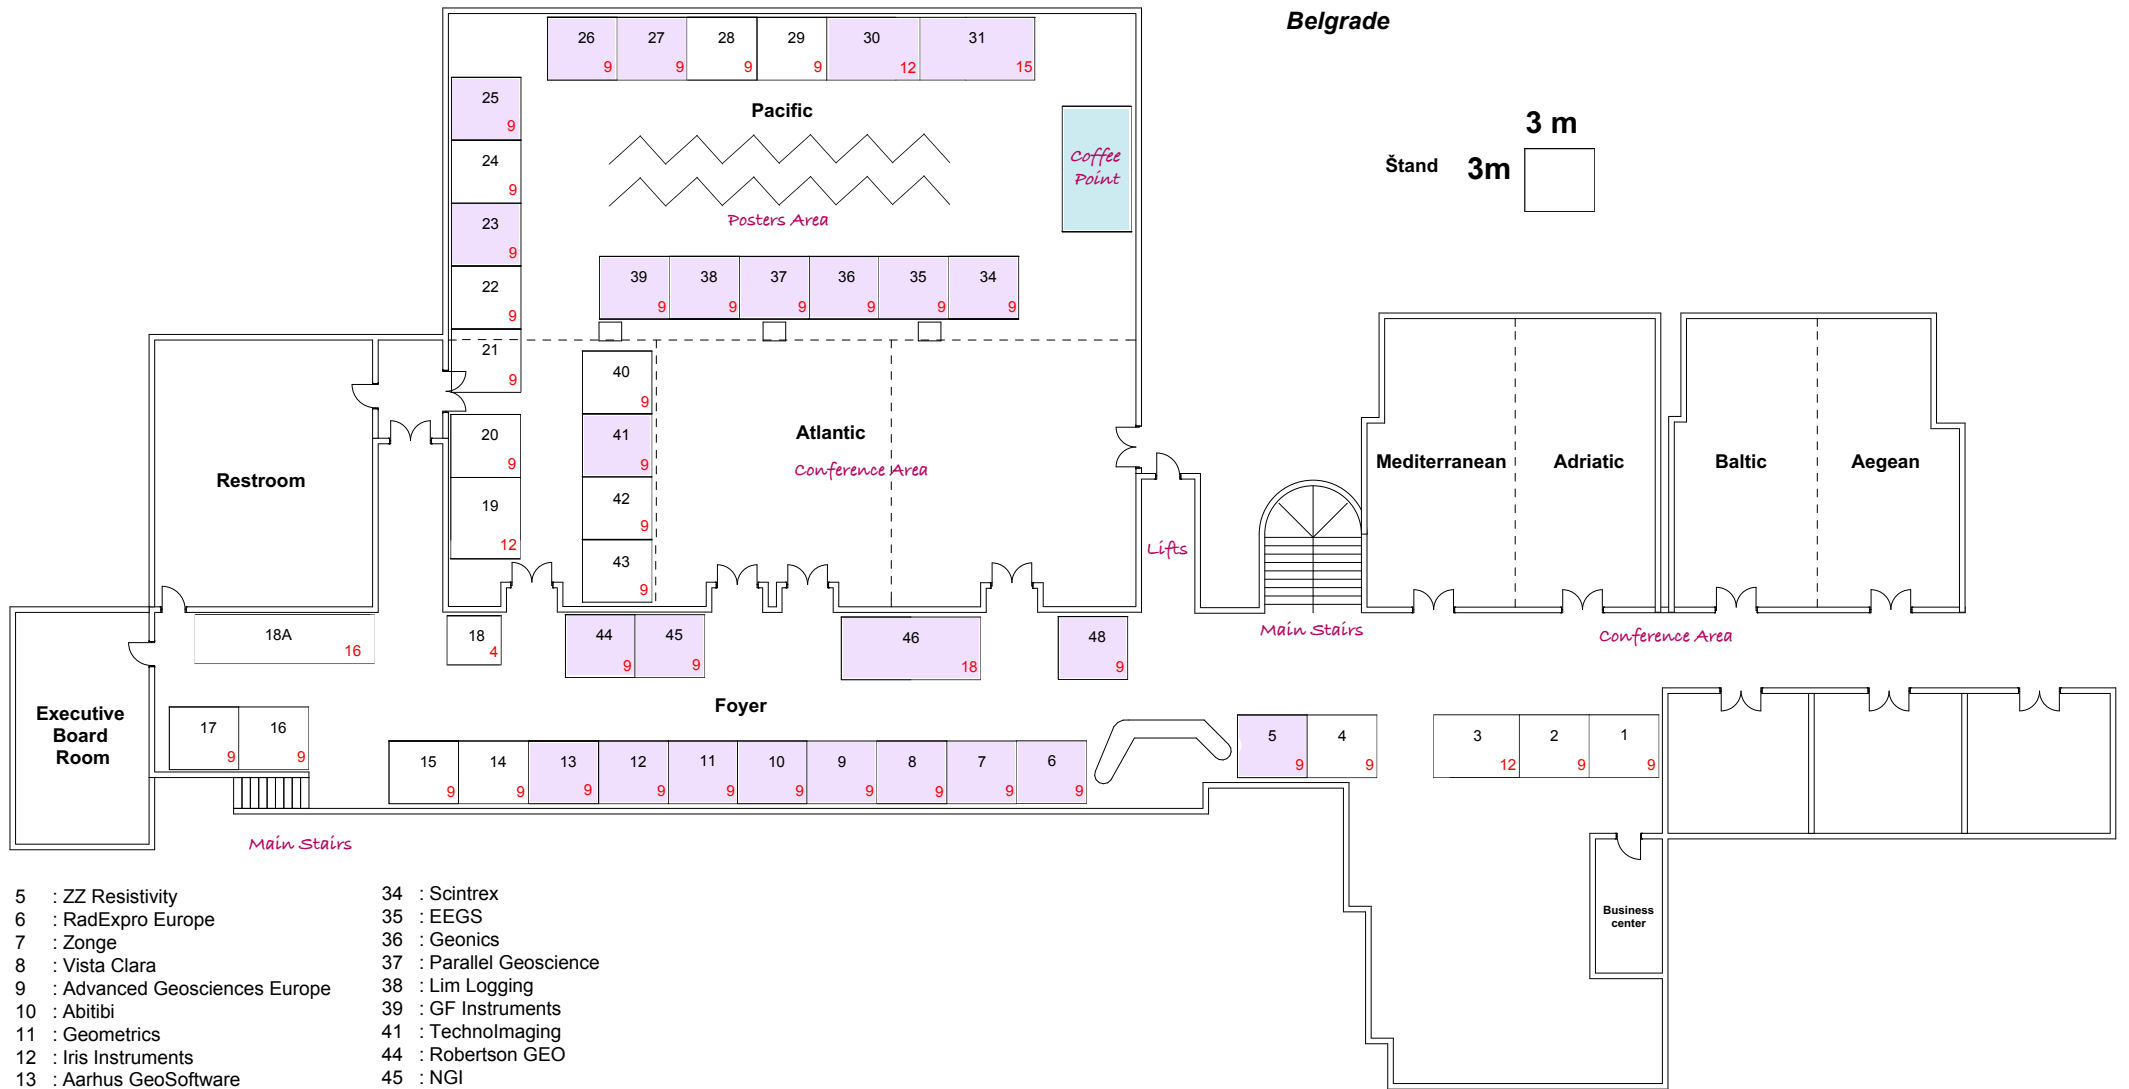 Belgrade
26
27
28
29
30
31
9
9
9
9
12
15
25
9
Pacific
3 m
Štand
3m
Coffee
Point
24
9
Posters Area
23
9
22
9
39
38
37
36
35
34
9
9
9
9
9
9
21
9
40
9
20
9
41
9
Atlantic
Conference Area
Restroom
Mediterranean
Adriatic
Baltic
Aegean
19
12
42
9
43
9
Lifts
18A
16
18
4
44
9
45
9
46
18
48
9
Main Stairs
Conference Area
Executive
Board
Room
17
9
16
9
Foyer
15
14
13
12
11
10
9
8
7
6
9
9
9
9
9
9
9
9
9
9
5
9
4
9
3
12
2
9
1
9
Main Stairs
Business
center
5 : ZZ Resistivity
6 : RadExpro Europe
7 : Zonge
8 : Vista Clara
9 : Advanced Geosciences Europe
10 : Abitibi
11 : Geometrics
12 : Iris Instruments
13 : Aarhus GeoSoftware
34 : Scintrex
35 : EEGS
36 : Geonics
37 : Parallel Geoscience
38 : Lim Logging
39 : GF Instruments
41 : TechnoImaging
44 : Robertson GEO
45 : NGI